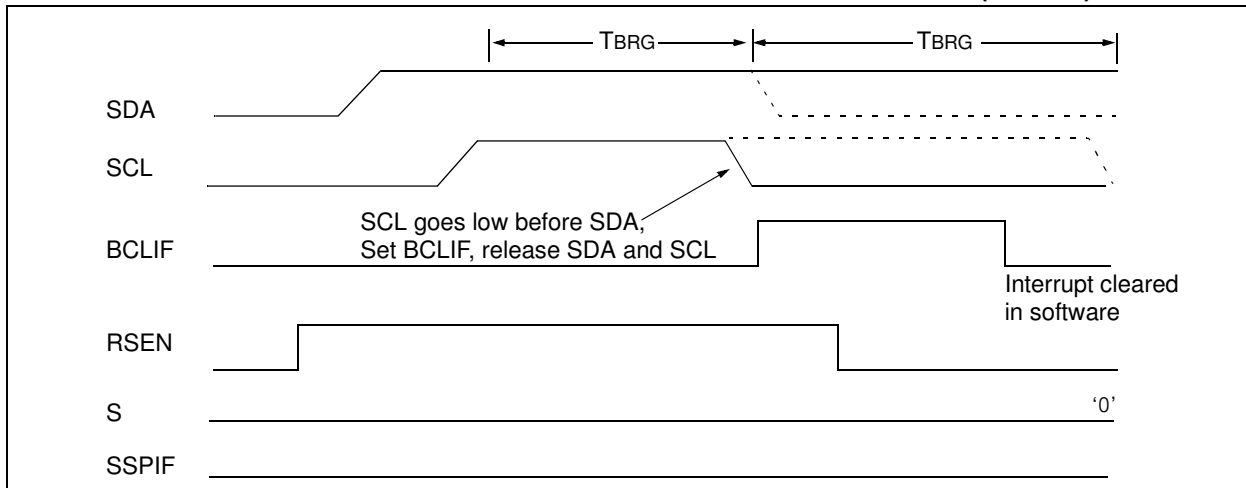 TBRG
TBRG
SDA
SCL
SCL goes low before SDA,
Set BCLIF, release SDA and SCL
BCLIF
Interrupt cleared
in software
RSEN
S
‘0’
SSPIF